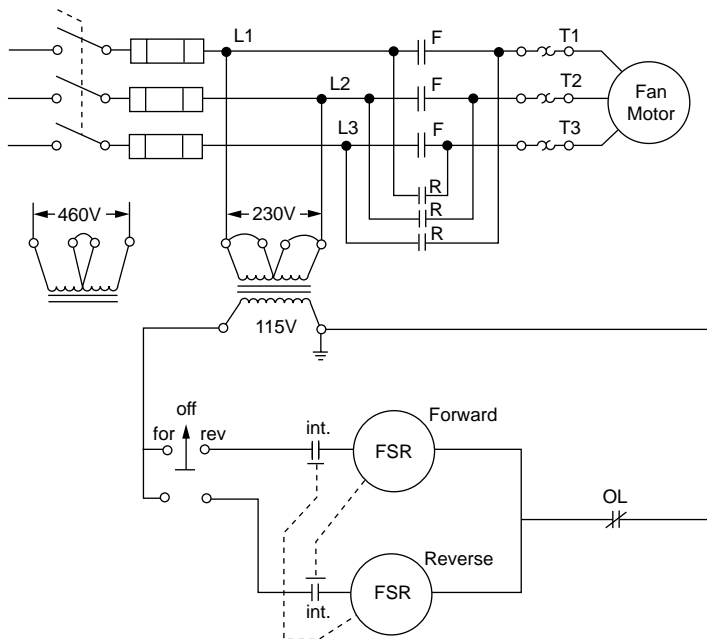 L1
F
T1
L2
F
T2
Fan
Motor
L3
F
T3
R
R
R
460V
230V
115V
off
for
rev
int.
FSR
Forward
OL
Reverse
FSR
int.